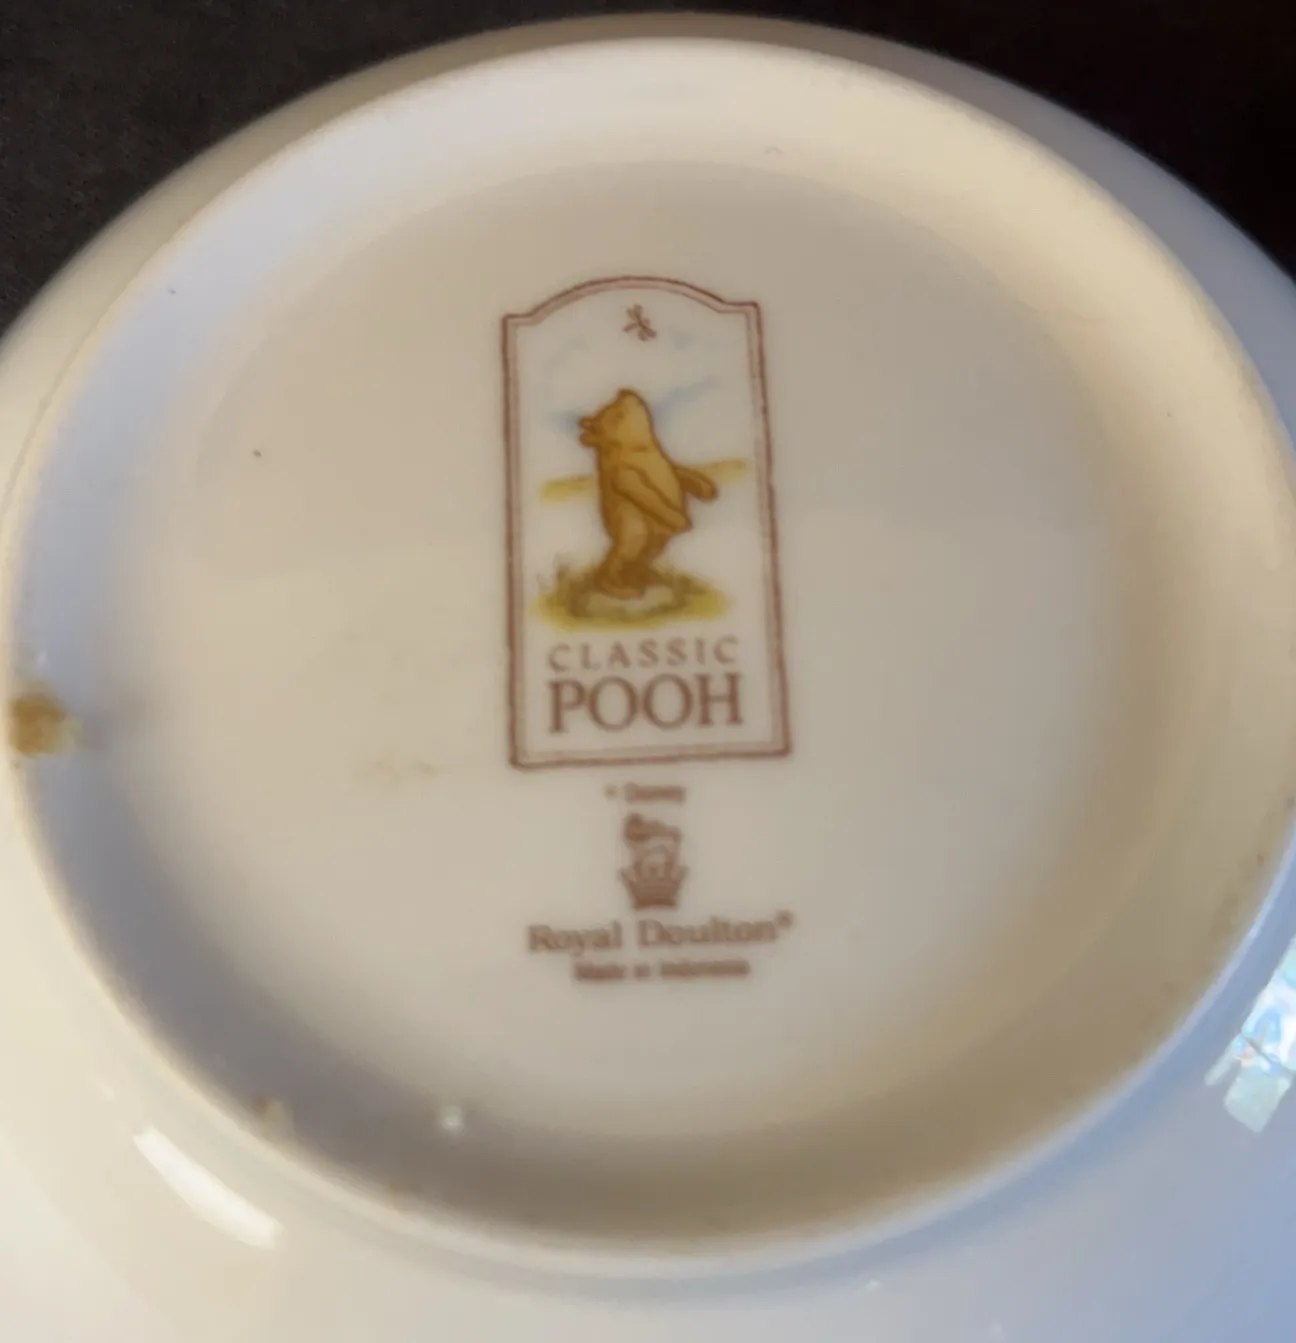 CLASSIC
POOH
© Disney
Royal Doulton®
Made in Indonesia